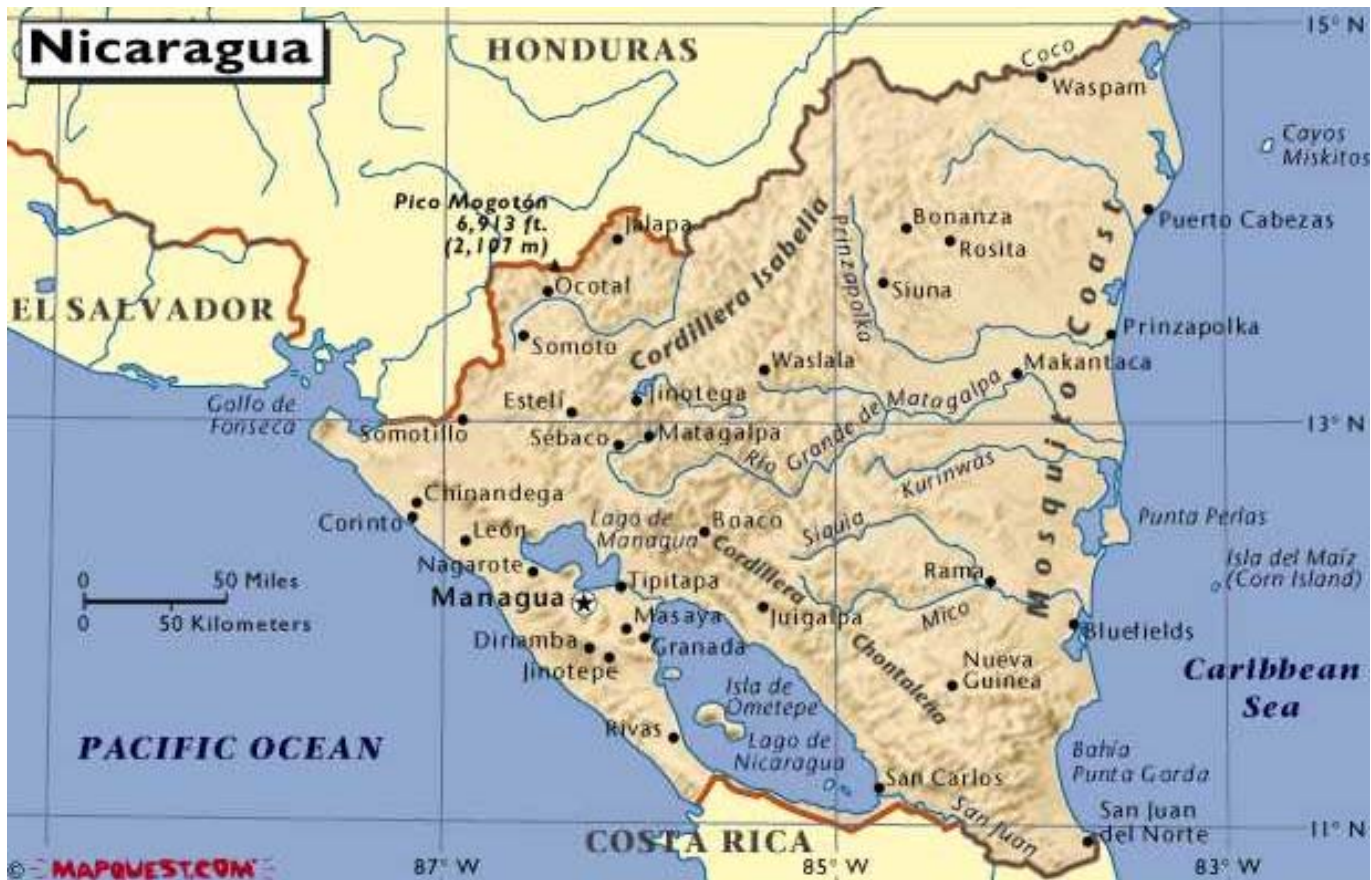 Nicaragua
HONDURAS
15° N
Coco
Waspam
Cayos
Miskitos
Pico Mogotón
6,913 ft.
(2,107 m)
Jalapa
Bonanza
Puerto Cabezas
Rosita
Prinzapolka
Ocotal
Siuna
EL SALVADOR
Cordillera Isabella
Somoto
Prinzapolka
Waslala
Makantaca
Golfo de
Fonseca
Estelí
Jinotega
Somotillo
Sébaco
Matagalpa
Río Grande de Matagalpa
13° N
Mosquito Coast
Kurinwás
Chinandega
Corinto
León
Lago de
Managua
Boaco
Siquia
Punta Perlas
Isla del Maíz
(Corn Island)
Nagarote
0 50 Miles
0 50 Kilometers
Tipitapa
Rama
Managua
Cordillera
Chontaleña
Masaya
Juigalpa
Mico
Bluefields
Diriamba
Granada
Jinotepe
Nueva
Guinea
Caribbean
Sea
Isla de
Ometepe
Rivas
Lago de
Nicaragua
PACIFIC OCEAN
Bahía
Punta Gorda
San Carlos
San Juan
San Juan
del Norte
COSTA RICA
11° N
© MAPQUEST.COM
87° W
85° W
83° W